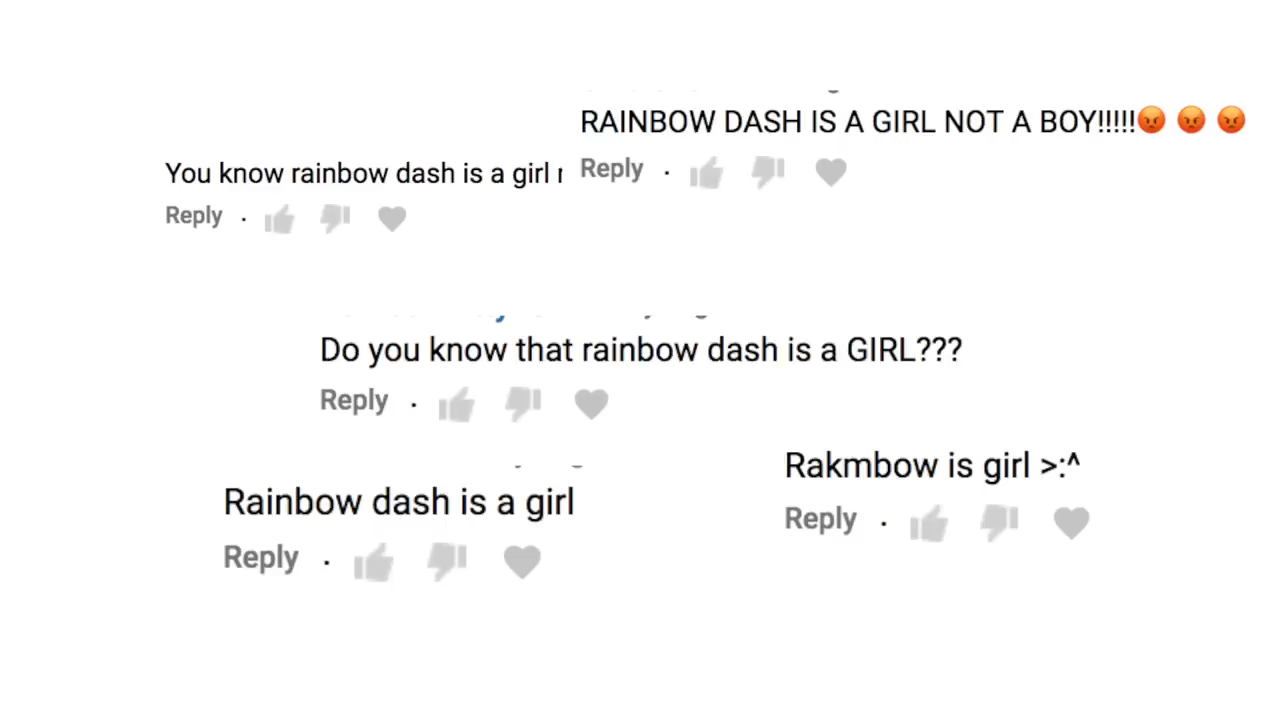 RAINBOW DASH IS A GIRL NOT A BOY!!!!!😡 😡 😡
Reply .
You know rainbow dash is a girl
Reply .
Do you know that rainbow dash is a GIRL???
Reply .
Rakmbow is girl >:^
Reply .
Rainbow dash is a girl
Reply .